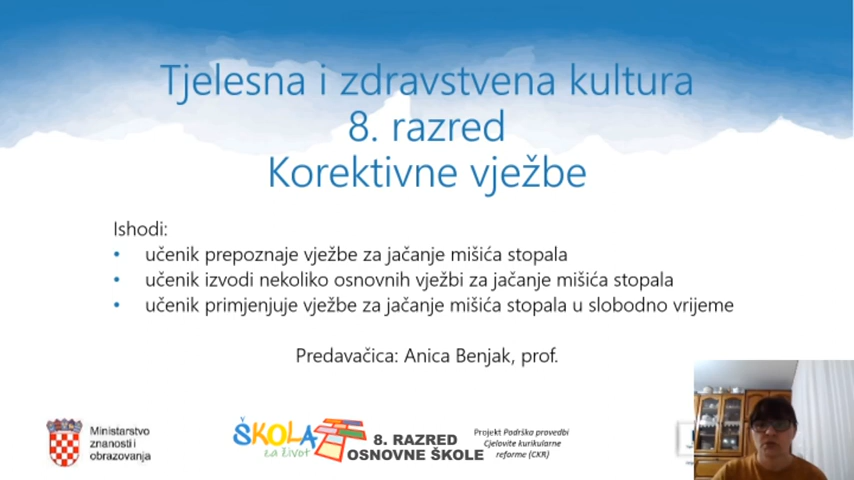 Tjelesna i zdravstvena kultura
8. razred
Korektivne vježbe
Ishodi:
• učenik prepoznaje vježbe za jačanje mišića stopala
• učenik izvodi nekoliko osnovnih vježbi za jačanje mišića stopala
• učenik primjenjuje vježbe za jačanje mišića stopala u slobodno vrijeme
Predavačica: Anica Benjak, prof.
Ministarstvo
znanosti i
obrazovanja
ŠKOLA
za život
8. RAZRED
OSNOVNE ŠKOLE
Projekt Podrška provedbi
Cjelovite kurikularne
reforme (CKR)